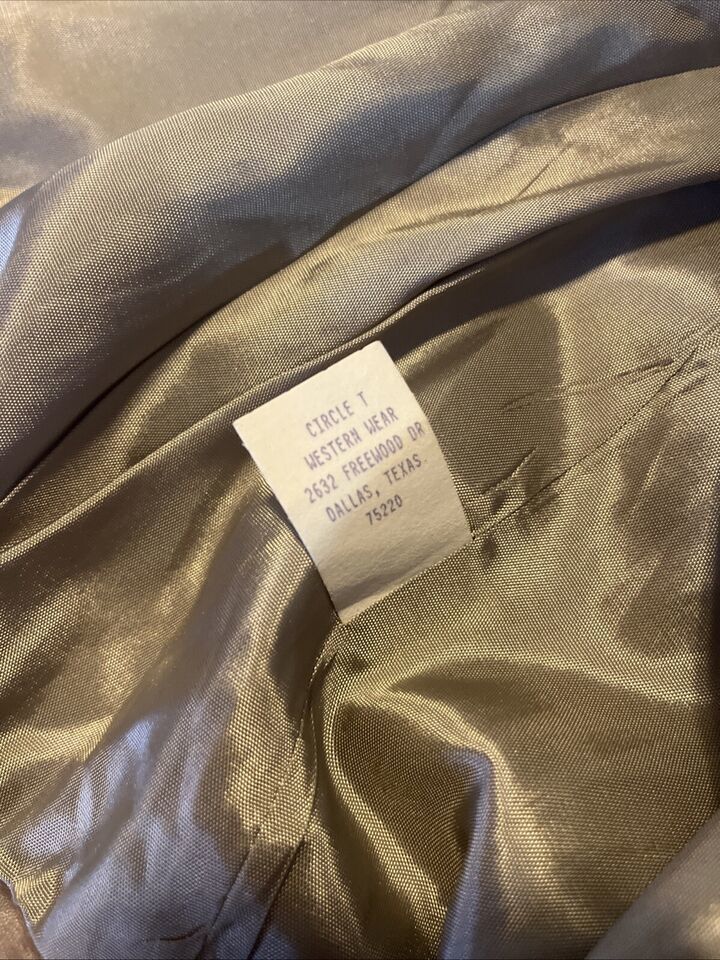 CIRCLE T
WESTERN WEAR
2632 FREEWOOD DR
DALLAS, TEXAS.
75220